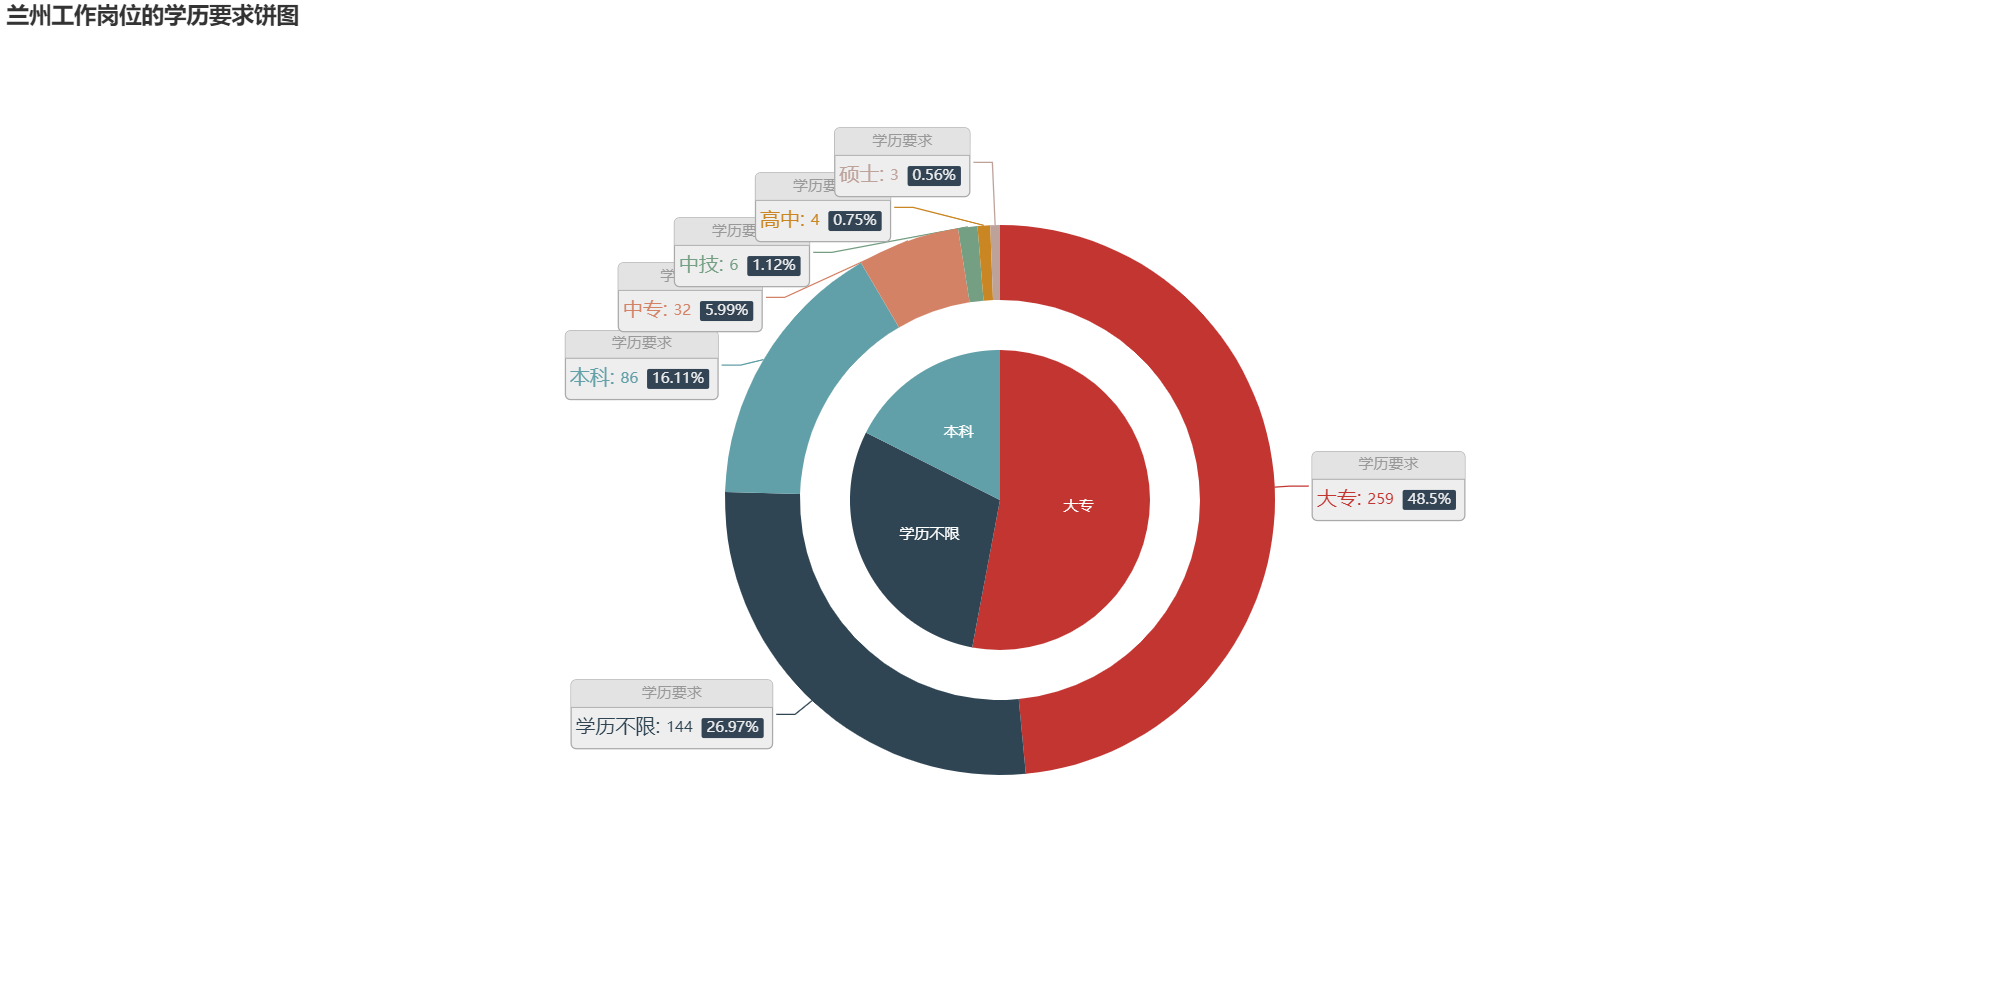 兰州工作岗位的学历要求饼图
学历要求
硕士: 3 0.56%
学历要
高中: 4 0.75%
学历要
中技: 6 1.12%
学
中专: 32 5.99%
学历要求
本科: 86 16.11%
学历要求
大专: 259 48.5%
学历要求
学历不限: 144 26.97%
本科
大专
学历不限